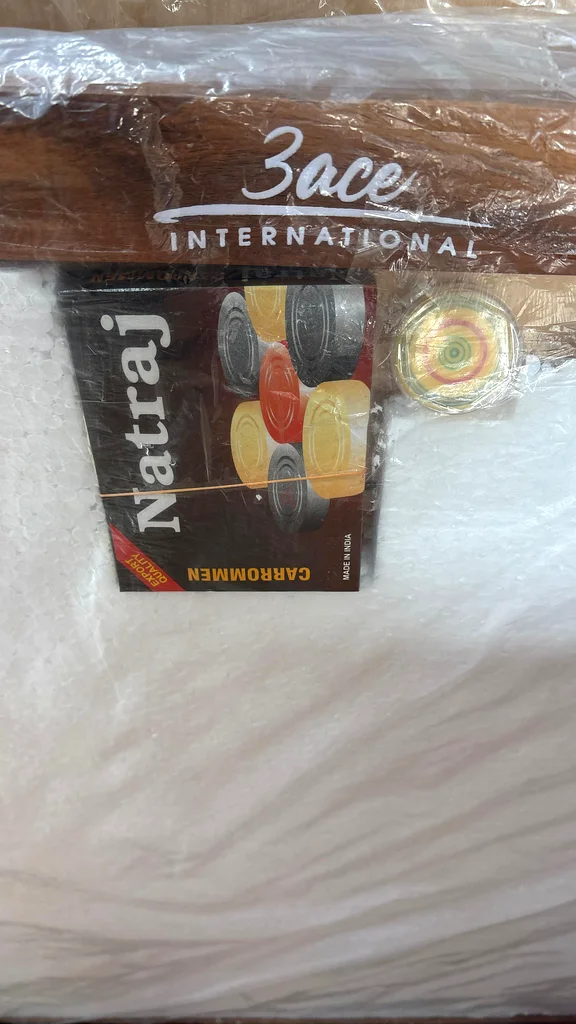 3ace
INTERNATIONAL
Natraj
EXPORT
QUALITY
CARROMMEN
MADE IN INDIA